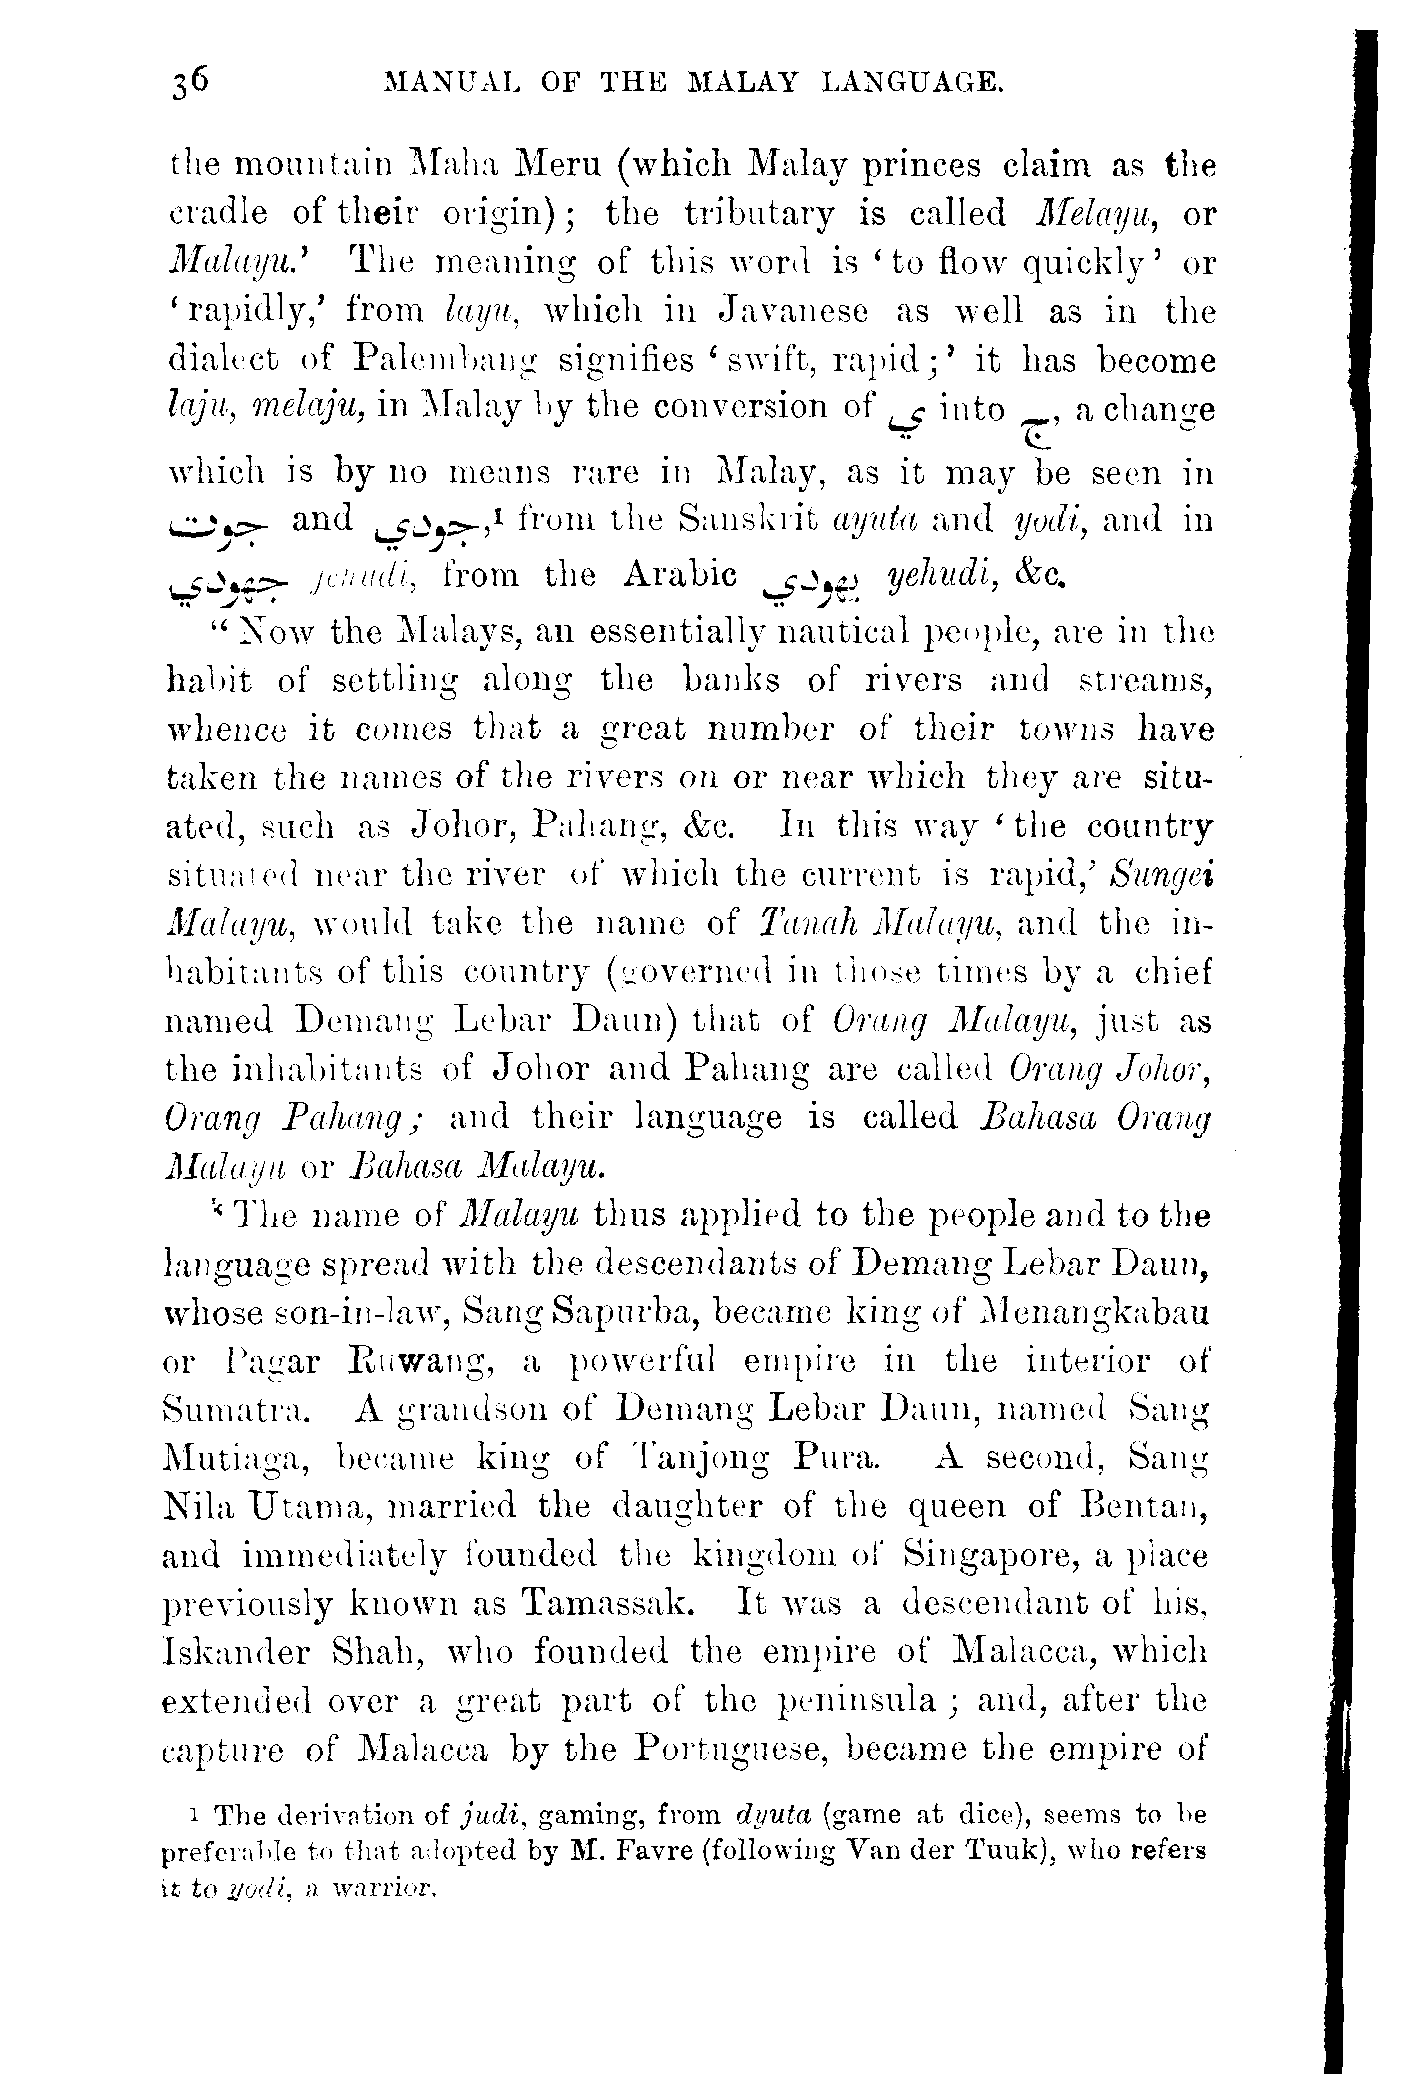 36 MANUAL OF THE MALAY LANGUAGE.
the mountain Maha Meru (which Malay princes claim as the
cradle of their origin); the tributary is called Melayu, or
Malayu.’ The meaning of this word is ‘to flow quickly’ or
‘rapidly,’ from layu, which in Javanese as well as in the
dialect of Palembang signifies ‘swift, rapid;’ it has become
laju, melaju, in Malay by the conversion of ي into ج, a change
which is by no means rare in Malay, as it may be seen in
جوت and جودي,¹ from the Sanskrit ayuta and yodi, and in
جهودي jehudi, from the Arabic يهودي yehudi, &c.
“Now the Malays, an essentially nautical people, are in the
habit of settling along the banks of rivers and streams,
whence it comes that a great number of their towns have
taken the names of the rivers on or near which they are situ-
ated, such as Johor, Pahang, &c. In this way ‘the country
situated near the river of which the current is rapid,’ Sungei
Malayu, would take the name of Tanah Malayu, and the in-
habitants of this country (governed in those times by a chief
named Demang Lebar Daun) that of Orang Malayu, just as
the inhabitants of Johor and Pahang are called Orang Johor,
Orang Pahang; and their language is called Bahasa Orang
Malayu or Bahasa Malayu.
“The name of Malayu thus applied to the people and to the
language spread with the descendants of Demang Lebar Daun,
whose son-in-law, Sang Sapurba, became king of Menangkabau
or Pagar Ruwang, a powerful empire in the interior of
Sumatra. A grandson of Demang Lebar Daun, named Sang
Mutiaga, became king of Tanjong Pura. A second, Sang
Nila Utama, married the daughter of the queen of Bentan,
and immediately founded the kingdom of Singapore, a place
previously known as Tamassak. It was a descendant of his,
Iskander Shah, who founded the empire of Malacca, which
extended over a great part of the peninsula; and, after the
capture of Malacca by the Portuguese, became the empire of
¹ The derivation of judi, gaming, from dyuta (game at dice), seems to be
preferable to that adopted by M. Favre (following Van der Tuuk), who refers
it to yodi, a warrior.